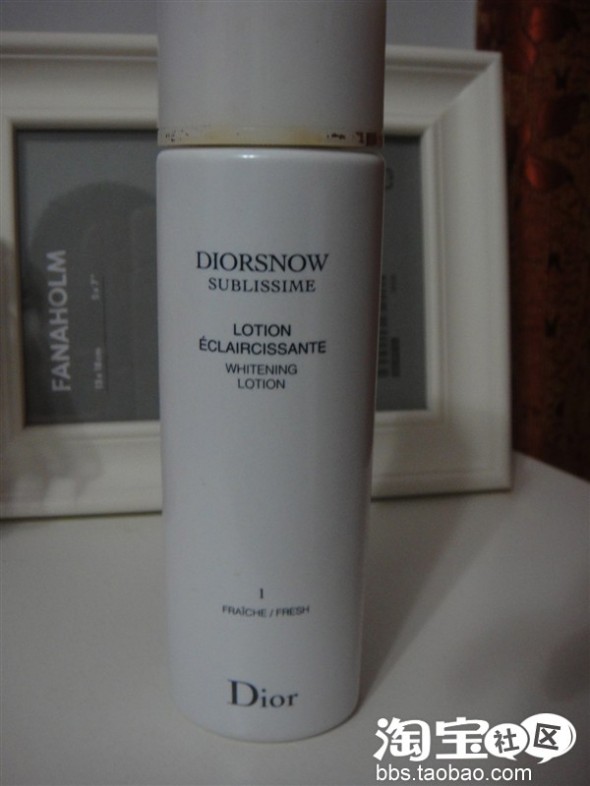 DIORSNOW
SUBLISSIME
LOTION
ÉCLAIRCISSANTE
WHITENING
LOTION
1
FRAÎCHE / FRESH
Dior
FANAHOLM
淘宝社区
bbs.taobao.com